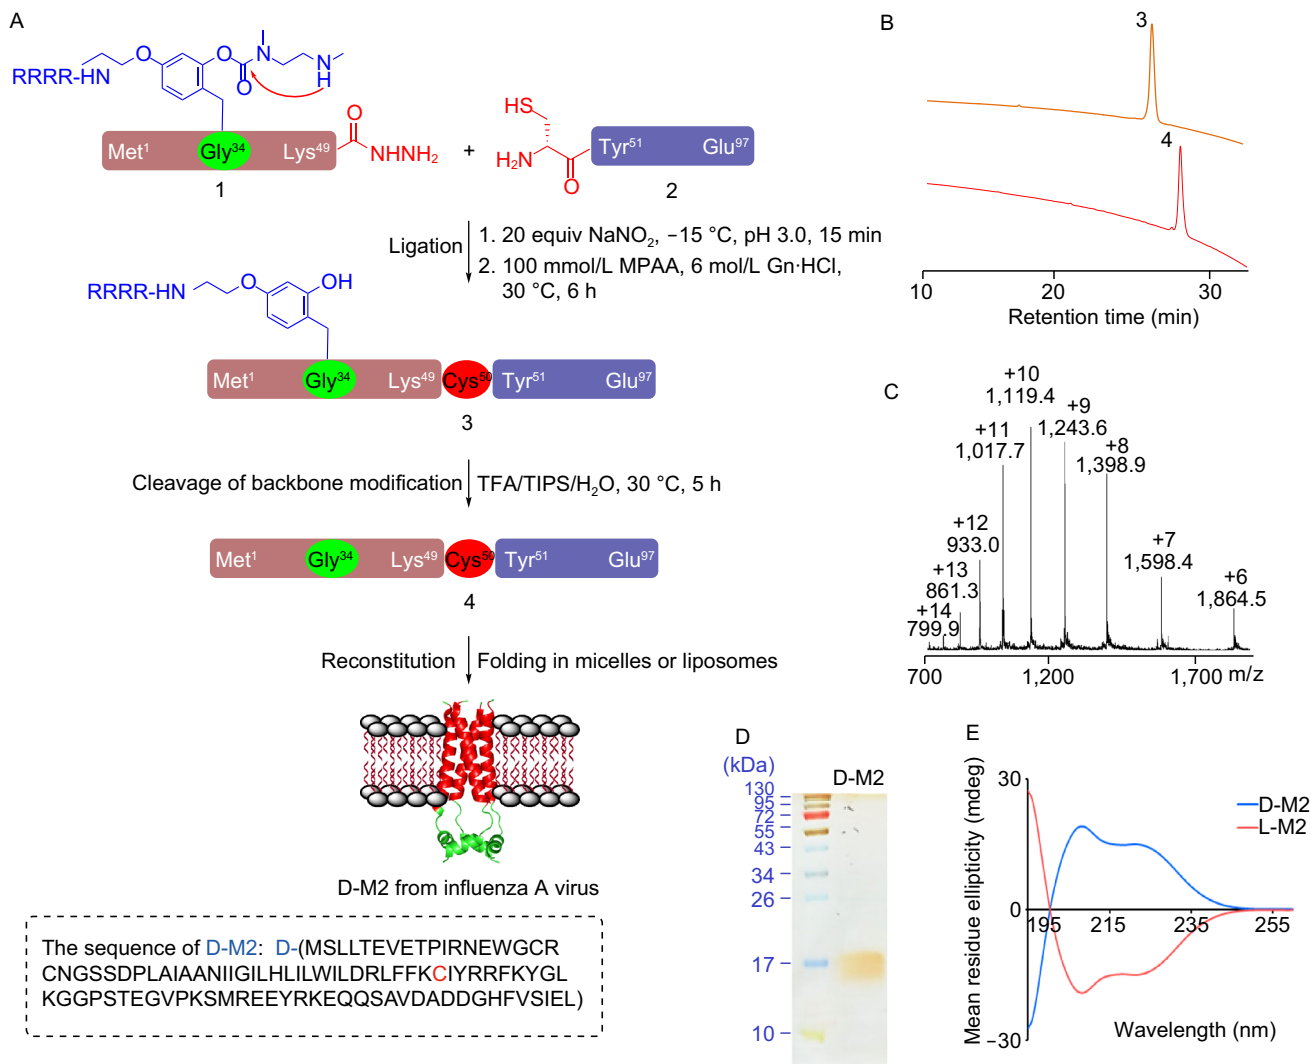 A
RRRR-HN
O
O
O
N
N
H
Met¹
Gly³⁴
Lys⁴⁹
O
NHNH₂
1
+
HS
H₂N
O
Tyr⁵¹
Glu⁹⁷
2
Ligation
1. 20 equiv NaNO₂, −15 °C, pH 3.0, 15 min
2. 100 mmol/L MPAA, 6 mol/L Gn·HCl,
30 °C, 6 h
RRRR-HN
O
OH
Met¹
Gly³⁴
Lys⁴⁹
Cys⁵⁰
Tyr⁵¹
Glu⁹⁷
3
Cleavage of backbone modification
TFA/TIPS/H₂O, 30 °C, 5 h
Met¹
Gly³⁴
Lys⁴⁹
Cys⁵⁰
Tyr⁵¹
Glu⁹⁷
4
Reconstitution
Folding in micelles or liposomes
D-M2 from influenza A virus
The sequence of D-M2: D-(MSLLTEVETPIRNEWGCR
CNGSSDPLAIAANIIGILHLILWILDRLFFKCIYRRFKYGL
KGGPSTEGVPKSMREEYRKEQQSAVDADDGHFVSIEL)
B
3
4
10
20
30
Retention time (min)
C
+14
799.9
+13
861.3
+12
933.0
+11
1,017.7
+10
1,119.4
+9
1,243.6
+8
1,398.9
+7
1,598.4
+6
1,864.5
700
1,200
1,700
m/z
D
(kDa)
D-M2
130
95
72
55
43
34
26
17
10
E
Mean residue ellipticity (mdeg)
30
0
−30
195
215
235
255
D-M2
L-M2
Wavelength (nm)